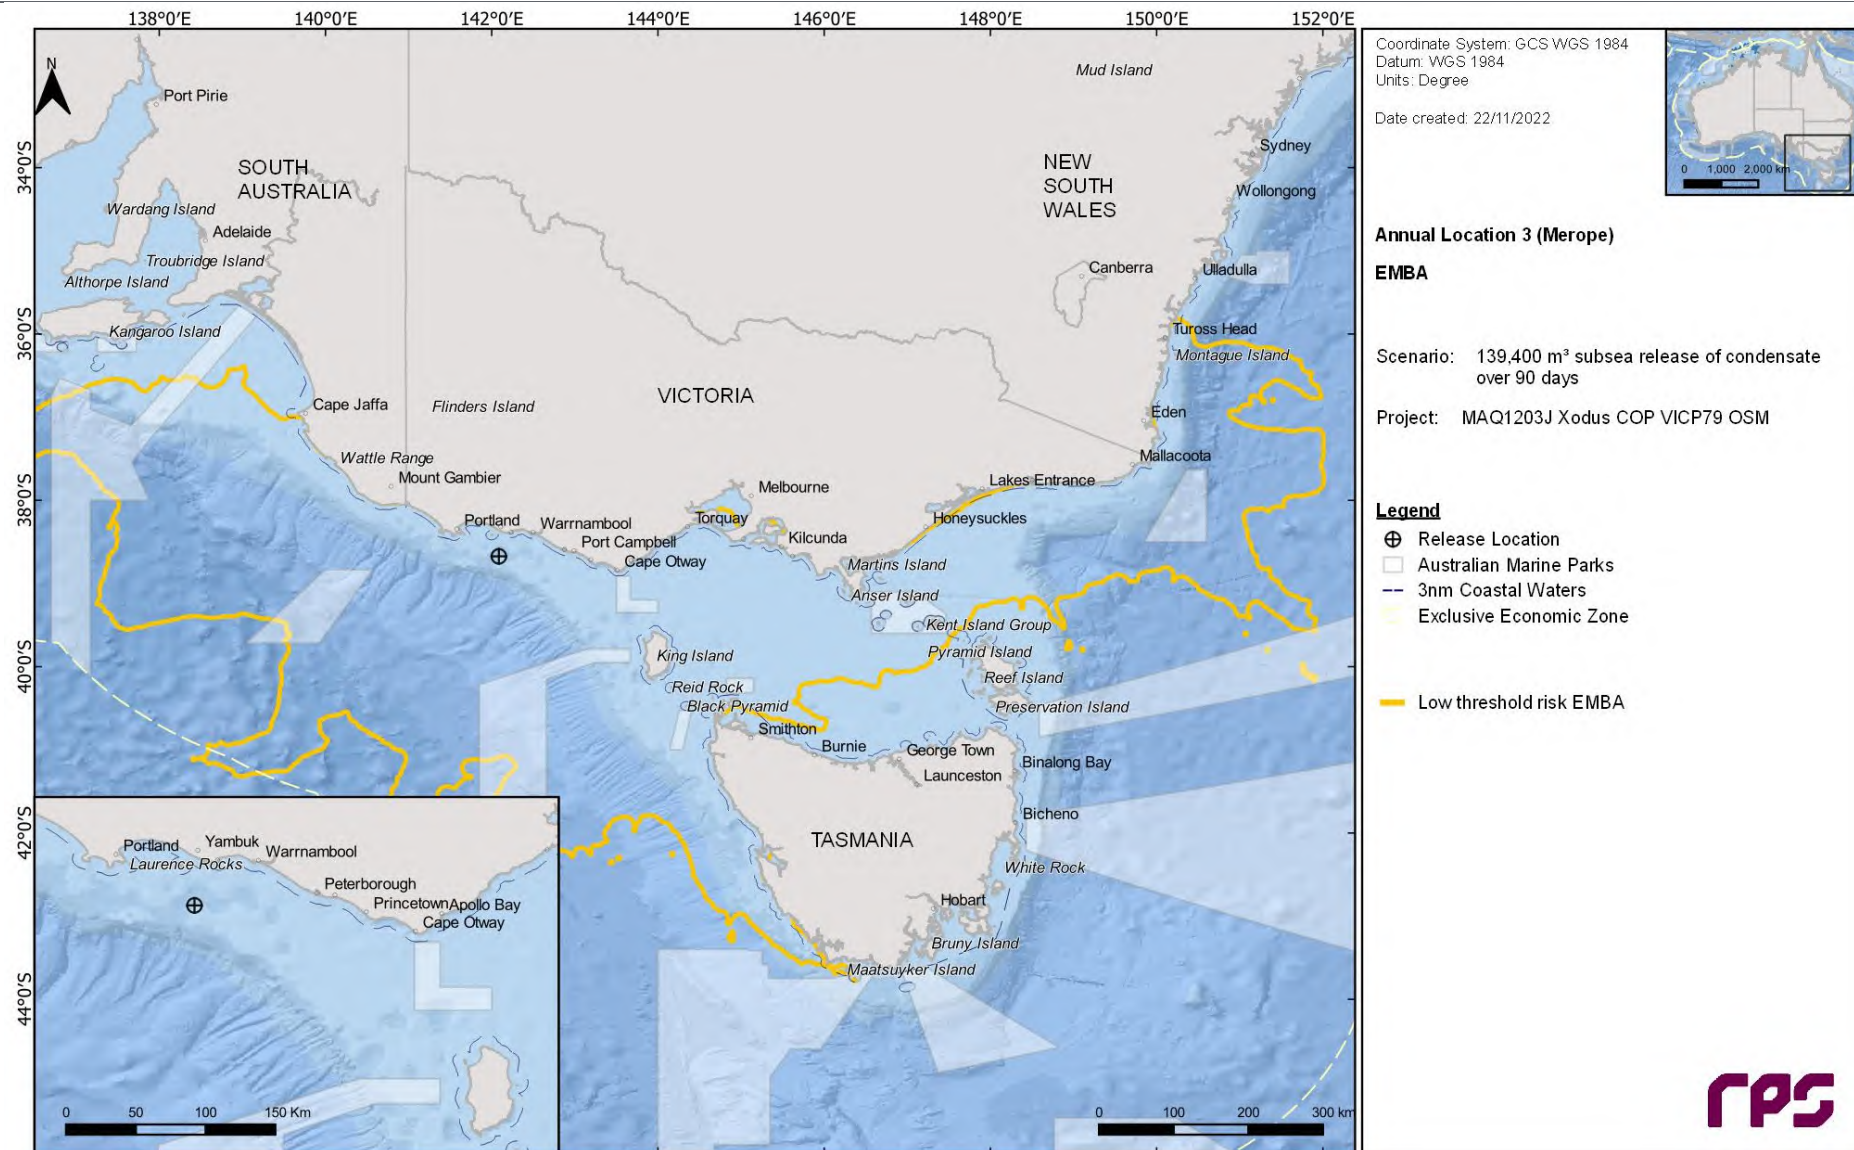 138°0'E 140°0'E 142°0'E 144°0'E 146°0'E 148°0'E 150°0'E 152°0'E
34°0'S
36°0'S
38°0'S
40°0'S
42°0'S
44°0'S
N
Mud Island
Port Pirie
Sydney
SOUTH
AUSTRALIA
NEW
SOUTH
WALES
Wollongong
Wardang Island
Adelaide
Troubridge Island
Althorpe Island
Canberra
Ulladulla
Kangaroo Island
Tuross Head
Montague Island
VICTORIA
Cape Jaffa
Flinders Island
Eden
Wattle Range
Mallacoota
Mount Gambier
Melbourne
Lakes Entrance
Portland
Warrnambool
Torquay
Honeysuckles
Port Campbell
Kilcunda
Cape Otway
Martins Island
Anser Island
Kent Island Group
King Island
Pyramid Island
Reef Island
Reid Rock
Black Pyramid
Preservation Island
Smithton
Burnie
George Town
Launceston
Binalong Bay
Bicheno
TASMANIA
White Rock
Hobart
Bruny Island
Maatsuyker Island
0 100 200 300 km
Portland
Yambuk
Warrnambool
Laurence Rocks
Peterborough
Princetown
Apollo Bay
Cape Otway
0 50 100 150 Km
Coordinate System: GCS WGS 1984
Datum: WGS 1984
Units: Degree
Date created: 22/11/2022
0 1,000 2,000 km
Annual Location 3 (Merope)
EMBA
Scenario: 139,400 m³ subsea release of condensate
over 90 days
Project: MAQ1203J Xodus COP VICP79 OSM
Legend
Release Location
Australian Marine Parks
3nm Coastal Waters
Exclusive Economic Zone
Low threshold risk EMBA
rps